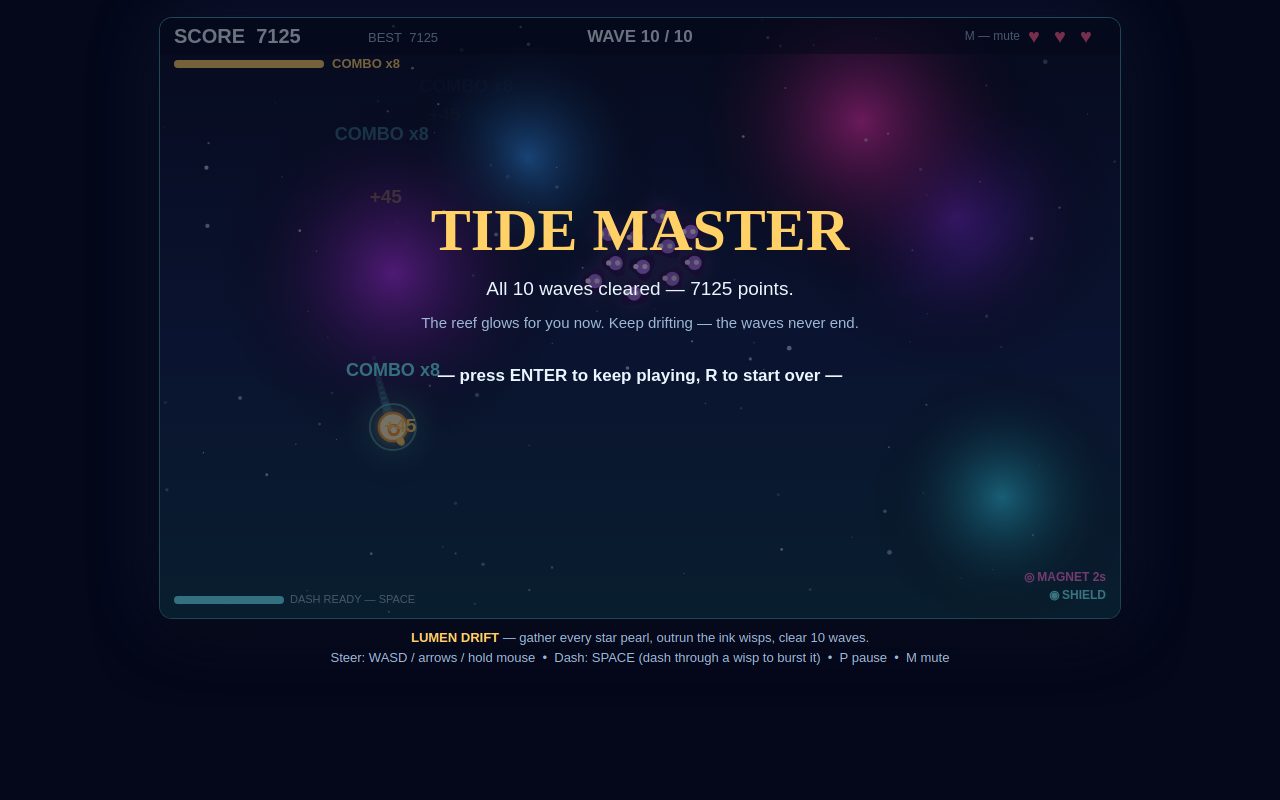 SCORE 7125
BEST 7125
WAVE 10 / 10
M — mute
COMBO x8
COMBO x8
+45
COMBO x8
+45
TIDE MASTER
All 10 waves cleared — 7125 points.
The reef glows for you now. Keep drifting — the waves never end.
COMBO x8
— press ENTER to keep playing, R to start over —
MAGNET 2s
SHIELD
DASH READY — SPACE
LUMEN DRIFT — gather every star pearl, outrun the ink wisps, clear 10 waves.
Steer: WASD / arrows / hold mouse • Dash: SPACE (dash through a wisp to burst it) • P pause • M mute